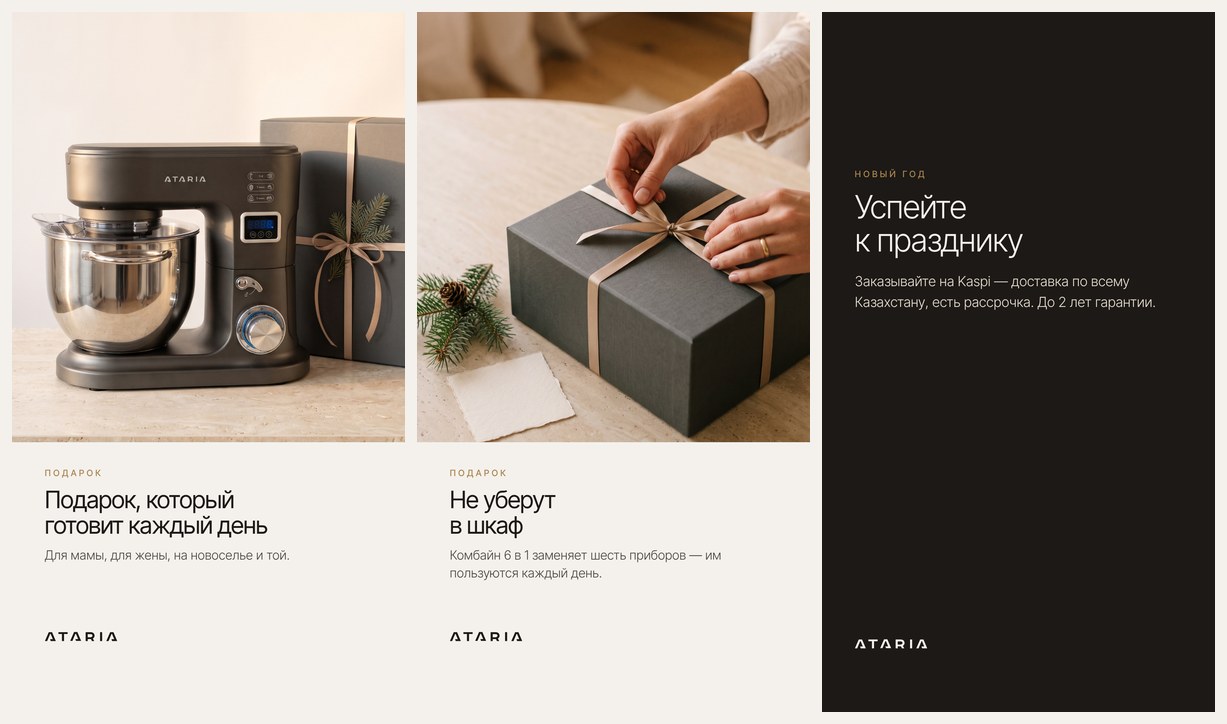 ATARIA
ПОДАРОК
Подарок, который
готовит каждый день
Для мамы, для жены, на новоселье и той.
ATARIA
ПОДАРОК
Не уберут
в шкаф
Комбайн 6 в 1 заменяет шесть приборов — им
пользуются каждый день.
ATARIA
НОВЫЙ ГОД
Успейте
к празднику
Заказывайте на Kaspi — доставка по всему
Казахстану, есть рассрочка. До 2 лет гарантии.
ATARIA